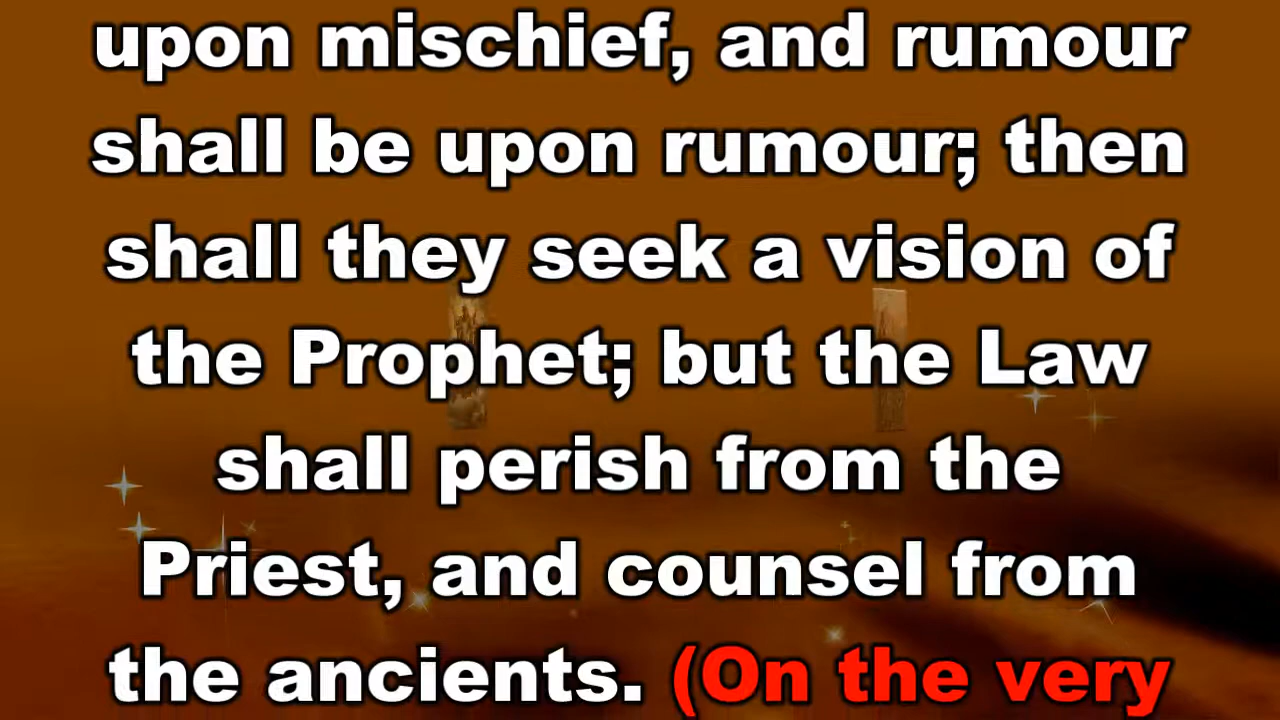 upon mischief, and rumour
shall be upon rumour; then
shall they seek a vision of
the Prophet; but the Law
shall perish from the
Priest, and counsel from
the ancients. (On the very